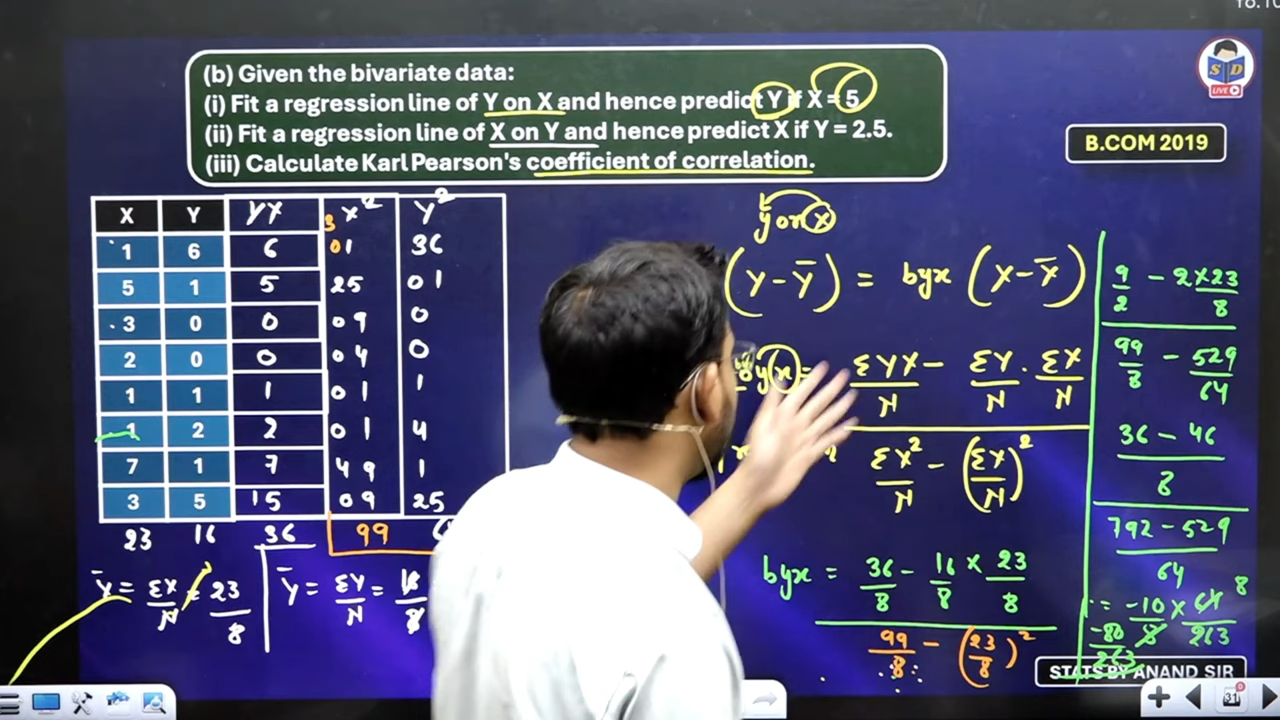 (b) Given the bivariate data:
(i) Fit a regression line of Y on X and hence predict Y if X = 5
(ii) Fit a regression line of X on Y and hence predict X if Y = 2.5.
(iii) Calculate Karl Pearson's coefficient of correlation.
SD
LIVE
B.COM 2019
X Y YX X² Y²
1 6 6 01 36
5 1 5 25 01
3 0 0 09 0
2 0 0 04 0
1 1 1 01 1
1 2 2 01 4
7 1 7 49 1
3 5 15 09 25
23 16 36 99
X̄ = ΣX/N = 23/8
Ȳ = ΣY/N = 16/8
y on x
(Y-Ȳ) = byx (X-X̄)
ΣYX/N - ΣY/N . ΣX/N
ΣX²/N - (ΣX/N)²
byx = 36/8 - 16/8 × 23/8
99/8 - (23/8)²
9/2 - 2×23/8
99/8 - 529/64
36 - 46
8
792 - 529
64
= -10/8 × 64/263
8
-80/263
STATS BY ANAND SIR
31